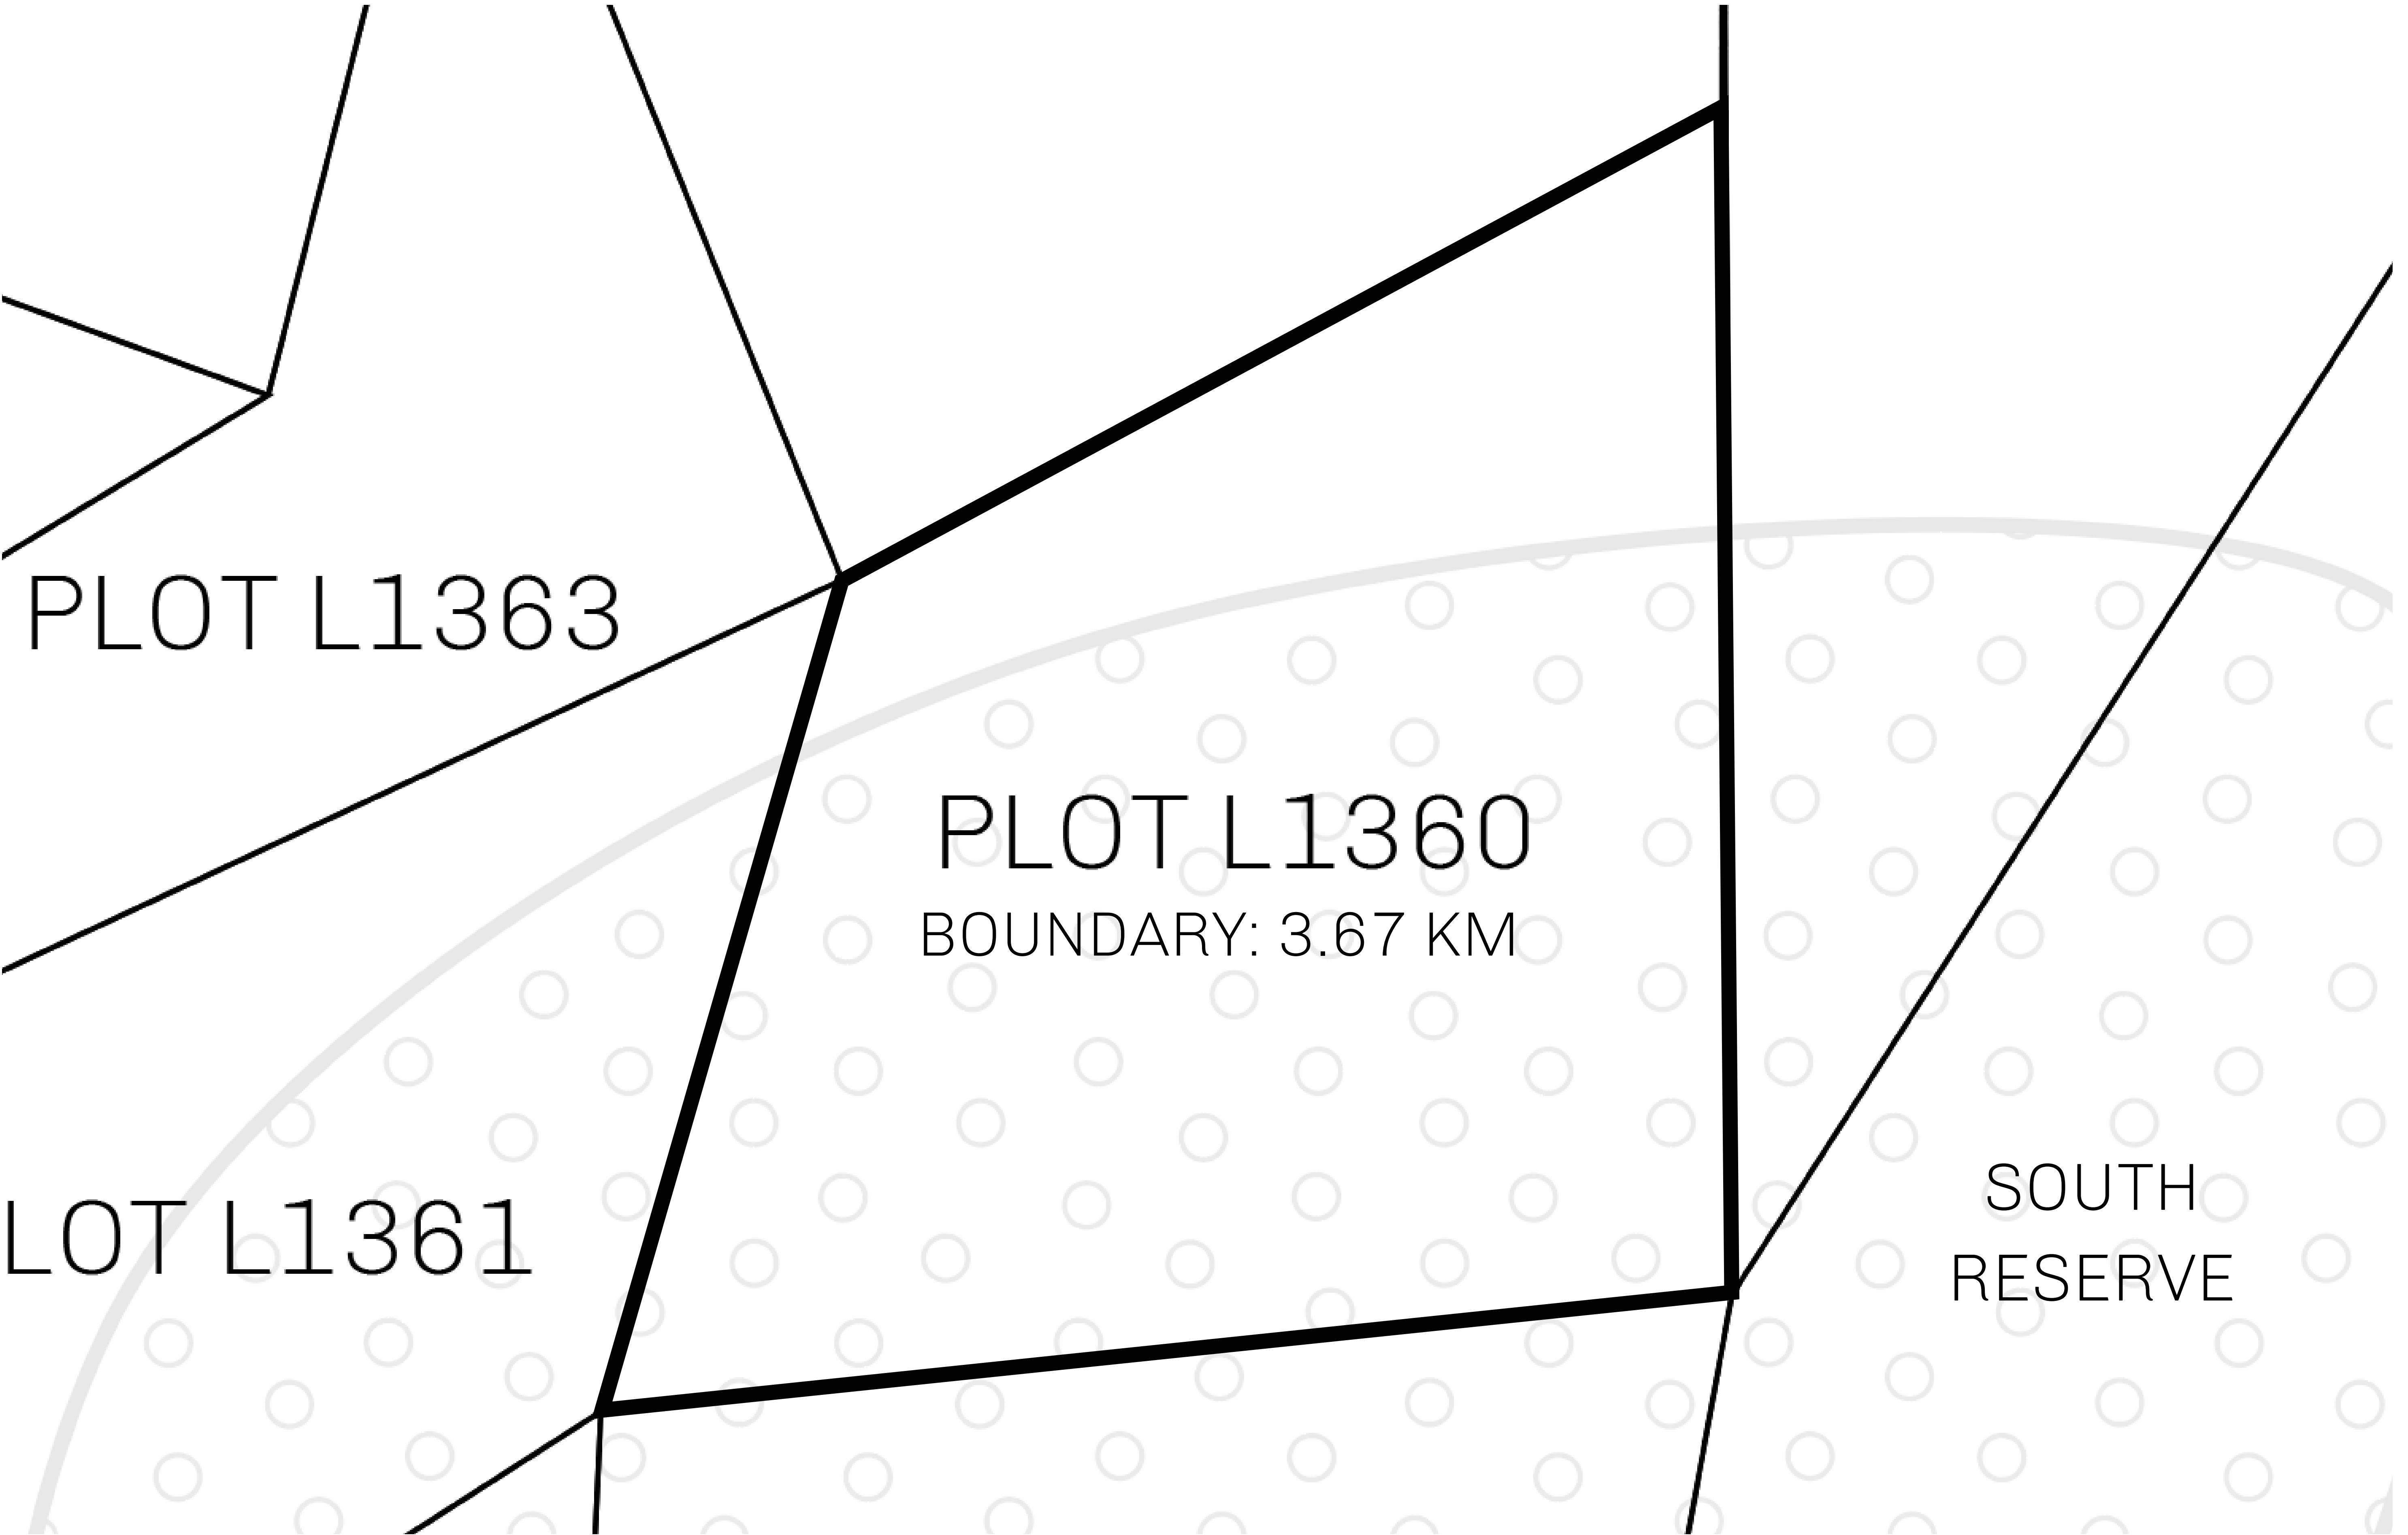 PLOT L1363
PLOT L1360
BOUNDARY: 3.67 KM
LOT L1361
SOUTH
RESERVE